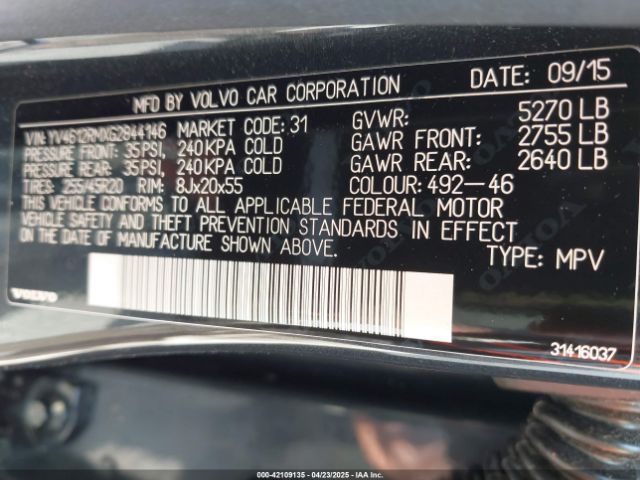 MFD BY VOLVO CAR CORPORATION
DATE: 09/15
VIN: YV4612RMXG2844146 MARKET CODE: 31
PRESSURE FRONT: 35PSI, 240KPA COLD
PRESSURE REAR: 35PSI, 240KPA COLD
TIRES: 255/45R20 RIM: 8Jx20x55
GVWR: 5270 LB
GAWR FRONT: 2755 LB
GAWR REAR: 2640 LB
COLOUR: 492-46
THIS VEHICLE CONFORMS TO ALL APPLICABLE FEDERAL MOTOR
VEHICLE SAFETY AND THEFT PREVENTION STANDARDS IN EFFECT
ON THE DATE OF MANUFACTURE SHOWN ABOVE.
TYPE: MPV
VOLVO
31416037
000-42109135 - 04/23/2025 - IAA Inc.